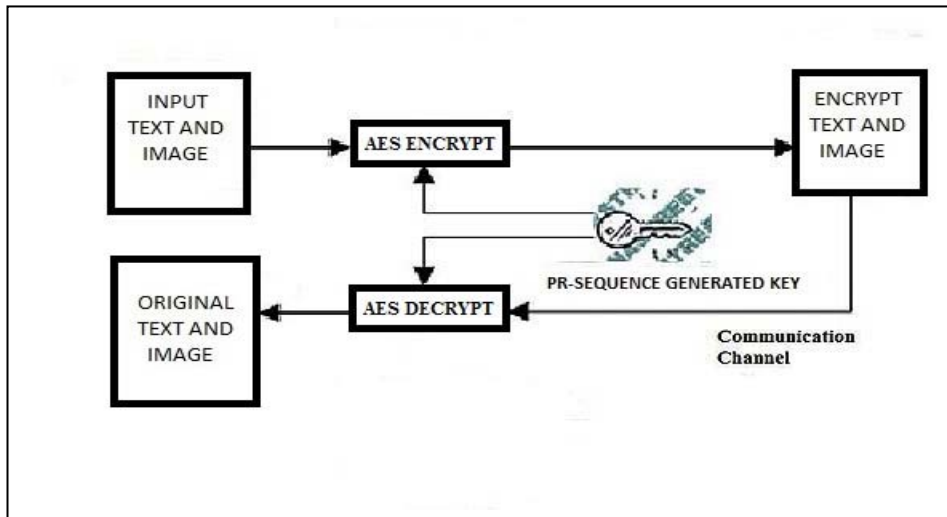 INPUT
TEXT AND
IMAGE
AES ENCRYPT
ENCRYPT
TEXT AND
IMAGE
PR-SEQUENCE GENERATED KEY
ORIGINAL
TEXT AND
IMAGE
AES DECRYPT
Communication
Channel